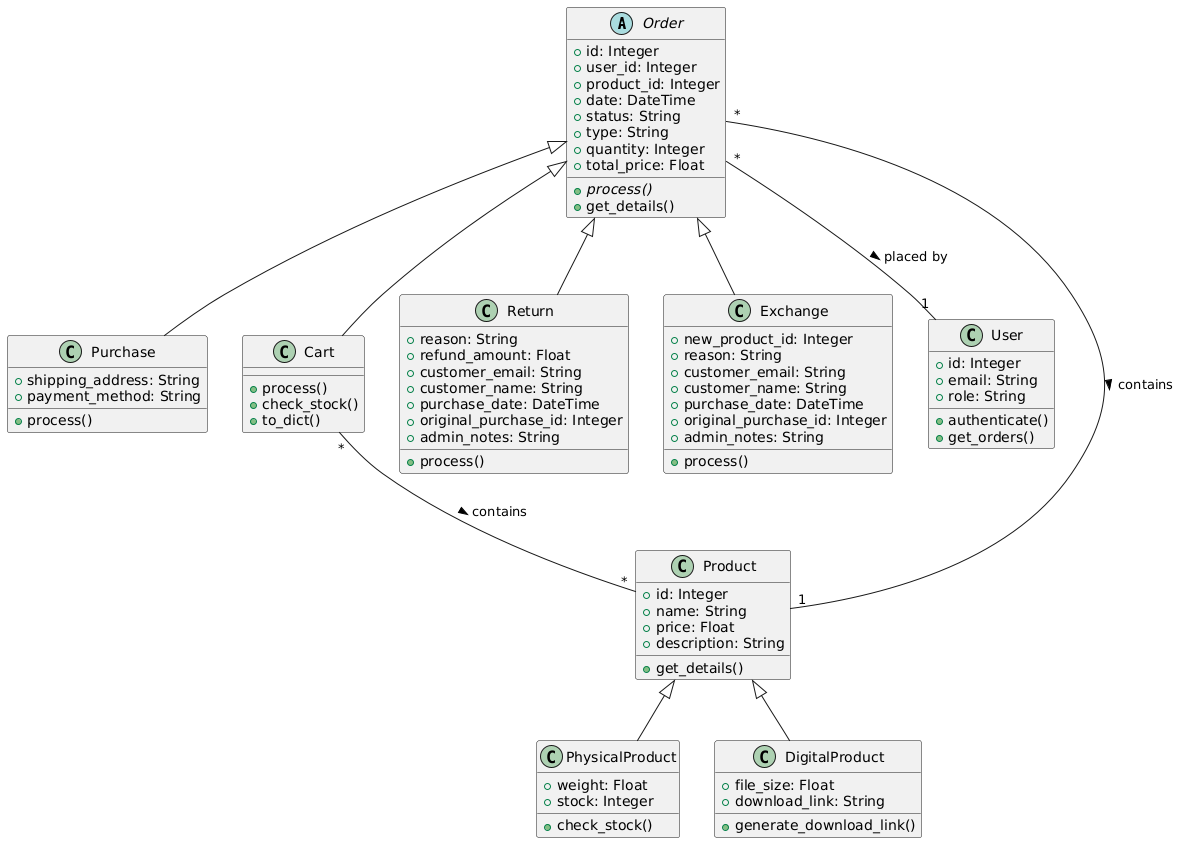 A Order
id: Integer
user_id: Integer
product_id: Integer
date: DateTime
status: String
type: String
quantity: Integer
total_price: Float
process()
get_details()
*
*
placed by
1
contains
C Purchase
shipping_address: String
payment_method: String
process()
C Cart
process()
check_stock()
to_dict()
C Return
reason: String
refund_amount: Float
customer_email: String
customer_name: String
purchase_date: DateTime
original_purchase_id: Integer
admin_notes: String
process()
C Exchange
new_product_id: Integer
reason: String
customer_email: String
customer_name: String
purchase_date: DateTime
original_purchase_id: Integer
admin_notes: String
process()
C User
id: Integer
email: String
role: String
authenticate()
get_orders()
*
contains
*
1
C Product
id: Integer
name: String
price: Float
description: String
get_details()
C PhysicalProduct
weight: Float
stock: Integer
check_stock()
C DigitalProduct
file_size: Float
download_link: String
generate_download_link()